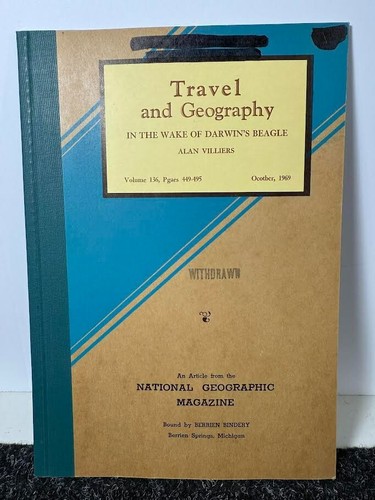 Travel
and Geography
IN THE WAKE OF DARWIN'S BEAGLE
ALAN VILLIERS
Volume 136, Pgaes 449-495 Ocotber, 1969
WITHDRAWN
An Article from the
NATIONAL GEOGRAPHIC
MAGAZINE
Bound by BERRIEN BINDERY
Berrien Springs, Michigan